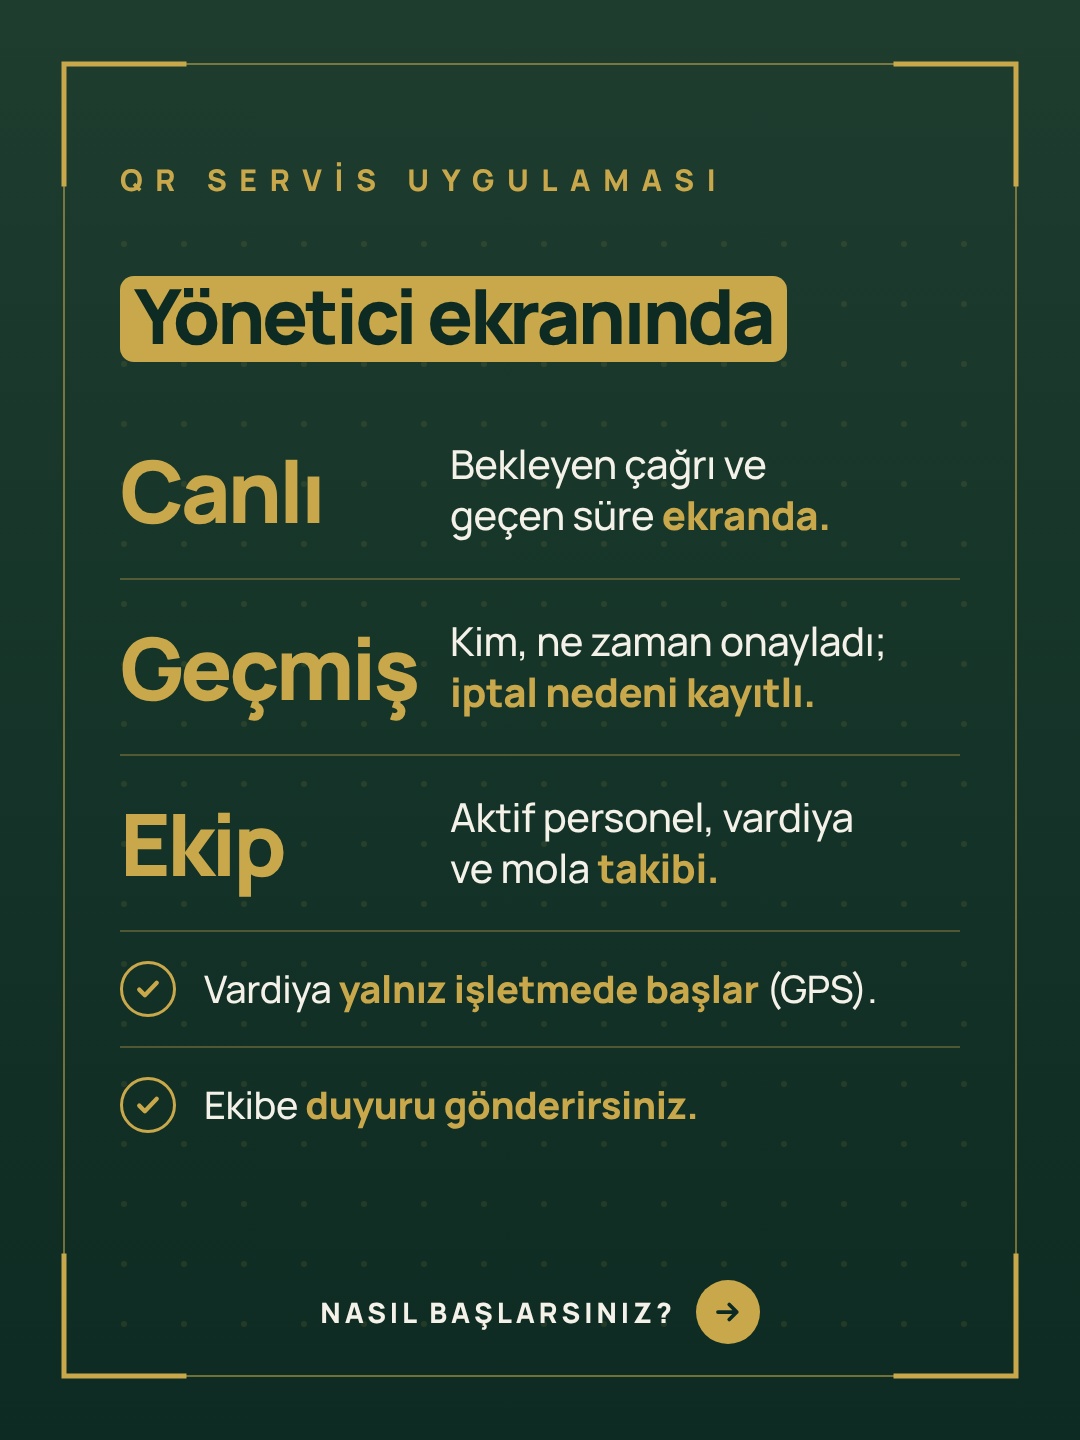 QR SERVİS UYGULAMASI
Yönetici ekranında
Canlı
Bekleyen çağrı ve
geçen süre ekranda.
Geçmiş
Kim, ne zaman onayladı;
iptal nedeni kayıtlı.
Ekip
Aktif personel, vardiya
ve mola takibi.
Vardiya yalnız işletmede başlar (GPS).
Ekibe duyuru gönderirsiniz.
NASIL BAŞLARSINIZ?